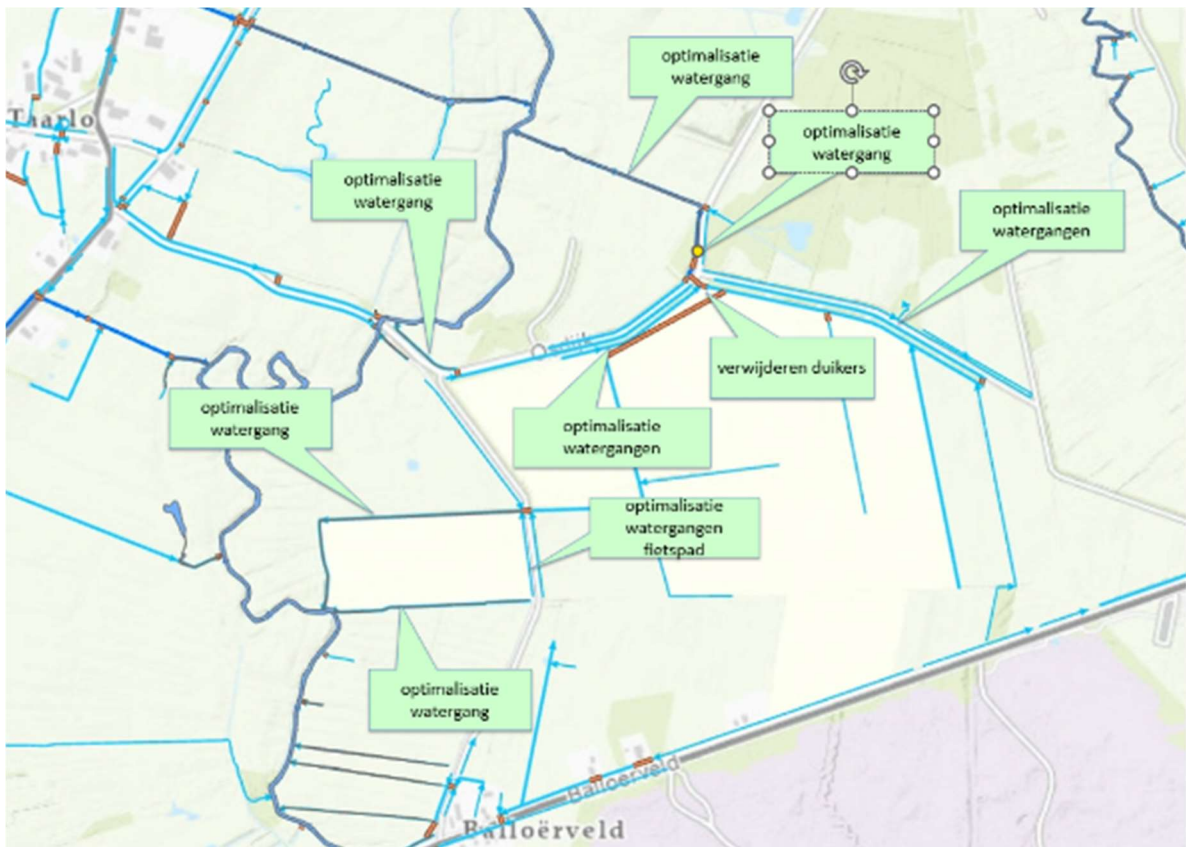 optimalisatie
watergang
Taarlo
optimalisatie
watergang
optimalisatie
watergang
optimalisatie
watergangen
verwijderen duikers
optimalisatie
watergang
optimalisatie
watergangen
optimalisatie
watergangen
fietspad
optimalisatie
watergang
Balloërveld
Balloërveld